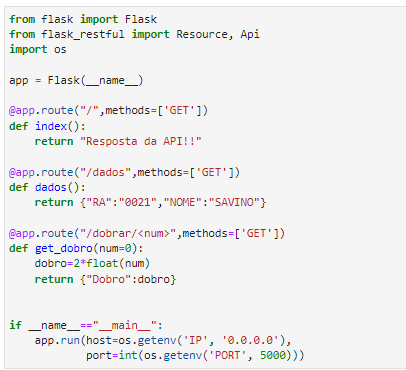 from flask import Flask
from flask_restful import Resource, Api
import os

app = Flask(__name__)

@app.route("/",methods=['GET'])
def index():
    return "Resposta da API!!"

@app.route("/dados",methods=['GET'])
def dados():
    return {"RA":"0021","NOME":"SAVINO"}

@app.route("/dobrar/<num>",methods=['GET'])
def get_dobro(num=0):
    dobro=2*float(num)
    return {"Dobro":dobro}


if __name__=="__main__":
    app.run(host=os.getenv('IP', '0.0.0.0'),
            port=int(os.getenv('PORT', 5000)))